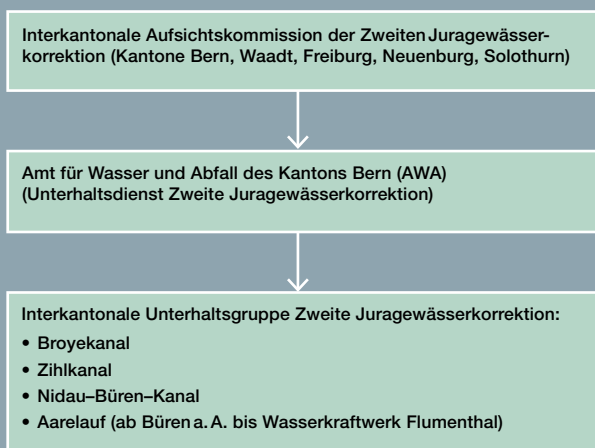 Interkantonale Aufsichtskommission der Zweiten Juragewässer-
korrektion (Kantone Bern, Waadt, Freiburg, Neuenburg, Solothurn)
Amt für Wasser und Abfall des Kantons Bern (AWA)
(Unterhaltsdienst Zweite Juragewässerkorrektion)
Interkantonale Unterhaltsgruppe Zweite Juragewässerkorrektion:
• Broyekanal
• Zihlkanal
• Nidau–Büren–Kanal
• Aarelauf (ab Büren a. A. bis Wasserkraftwerk Flumenthal)